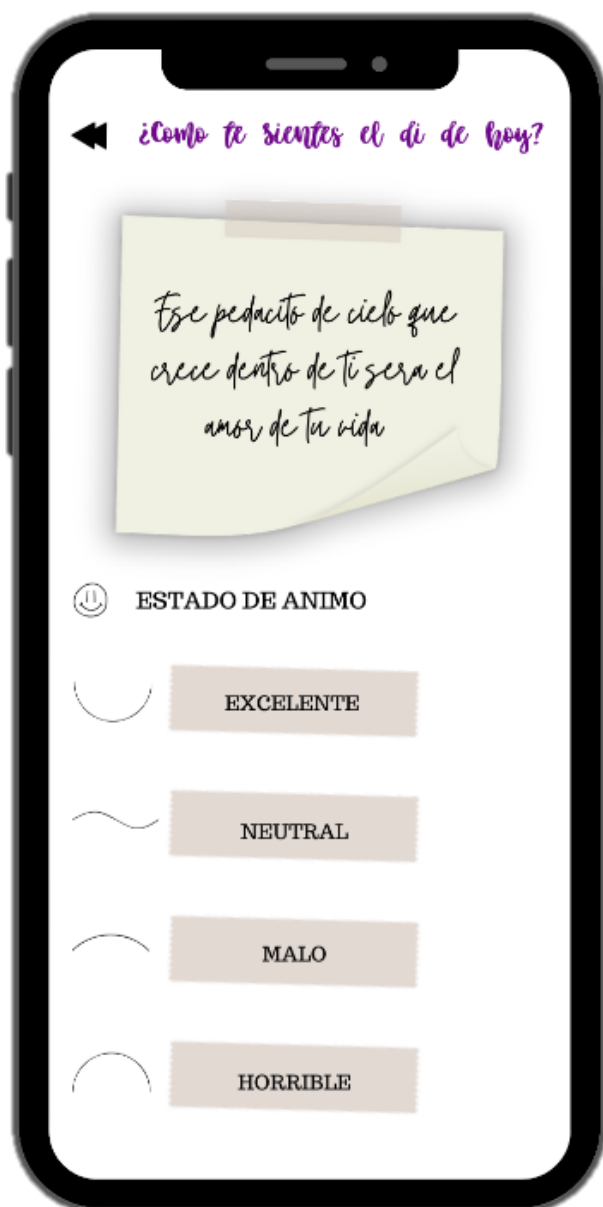 ¿Como te sientes el di de hoy?
Ese pedacito de cielo que
crece dentro de ti sera el
amor de tu vida
ESTADO DE ANIMO
EXCELENTE
NEUTRAL
MALO
HORRIBLE